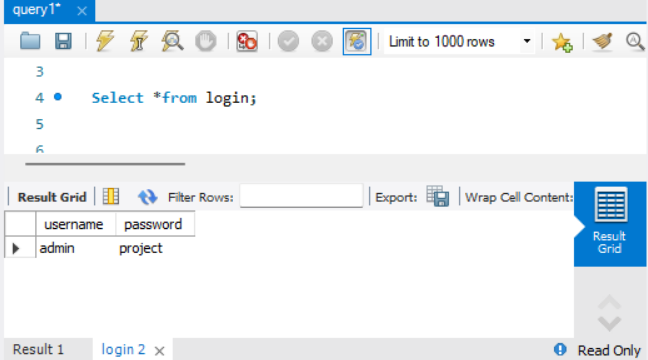 query1*
Limit to 1000 rows
3
4 Select *from login;
5
6
Result Grid Filter Rows: Export: Wrap Cell Content:
username password
admin project
Result
Grid
Result 1 login 2 Read Only